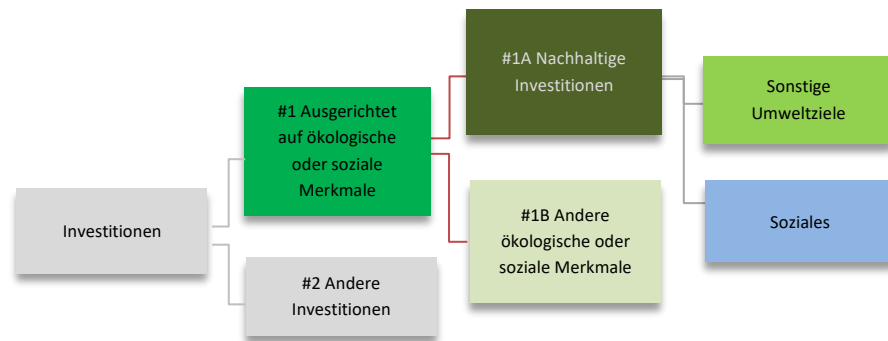 Investitionen
#1 Ausgerichtet
auf ökologische
oder soziale
Merkmale
#2 Andere
Investitionen
#1A Nachhaltige
Investitionen
#1B Andere
ökologische oder
soziale Merkmale
Sonstige
Umweltziele
Soziales